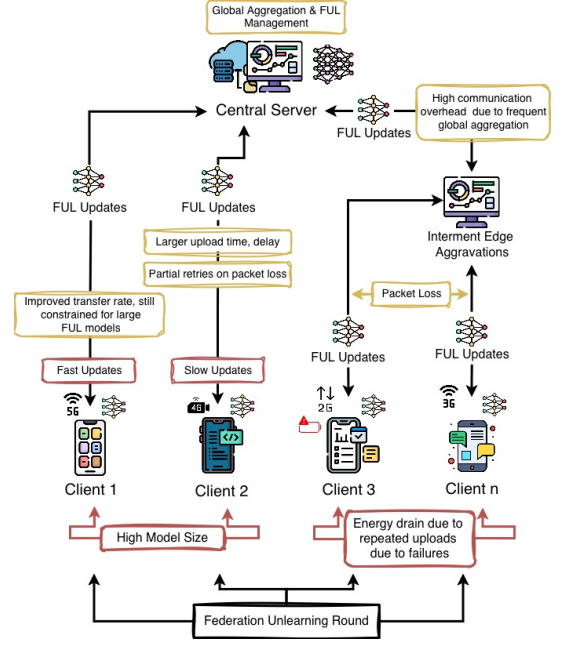 Global Aggregation & FUL
Management
Central Server
FUL Updates
High communication
overhead due to frequent
global aggregation
FUL Updates
FUL Updates
Interment Edge
Aggravations
Larger upload time, delay
Partial retries on packet loss
Packet Loss
Improved transfer rate, still
constrained for large
FUL models
FUL Updates
FUL Updates
Fast Updates
Slow Updates
5G
4G
2G
3G
Client 1
Client 2
Client 3
Client n
High Model Size
Energy drain due to
repeated uploads
due to failures
Federation Unlearning Round